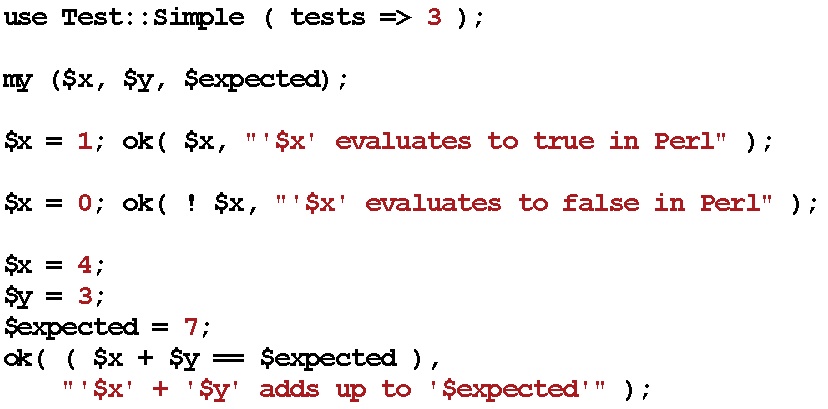 use Test::Simple ( tests => 3 );
my ($x, $y, $expected);
$x = 1; ok( $x, "'$x' evaluates to true in Perl" );
$x = 0; ok( ! $x, "'$x' evaluates to false in Perl" );
$x = 4;
$y = 3;
$expected = 7;
ok( ( $x + $y == $expected ),
"'$x' + '$y' adds up to '$expected'" );